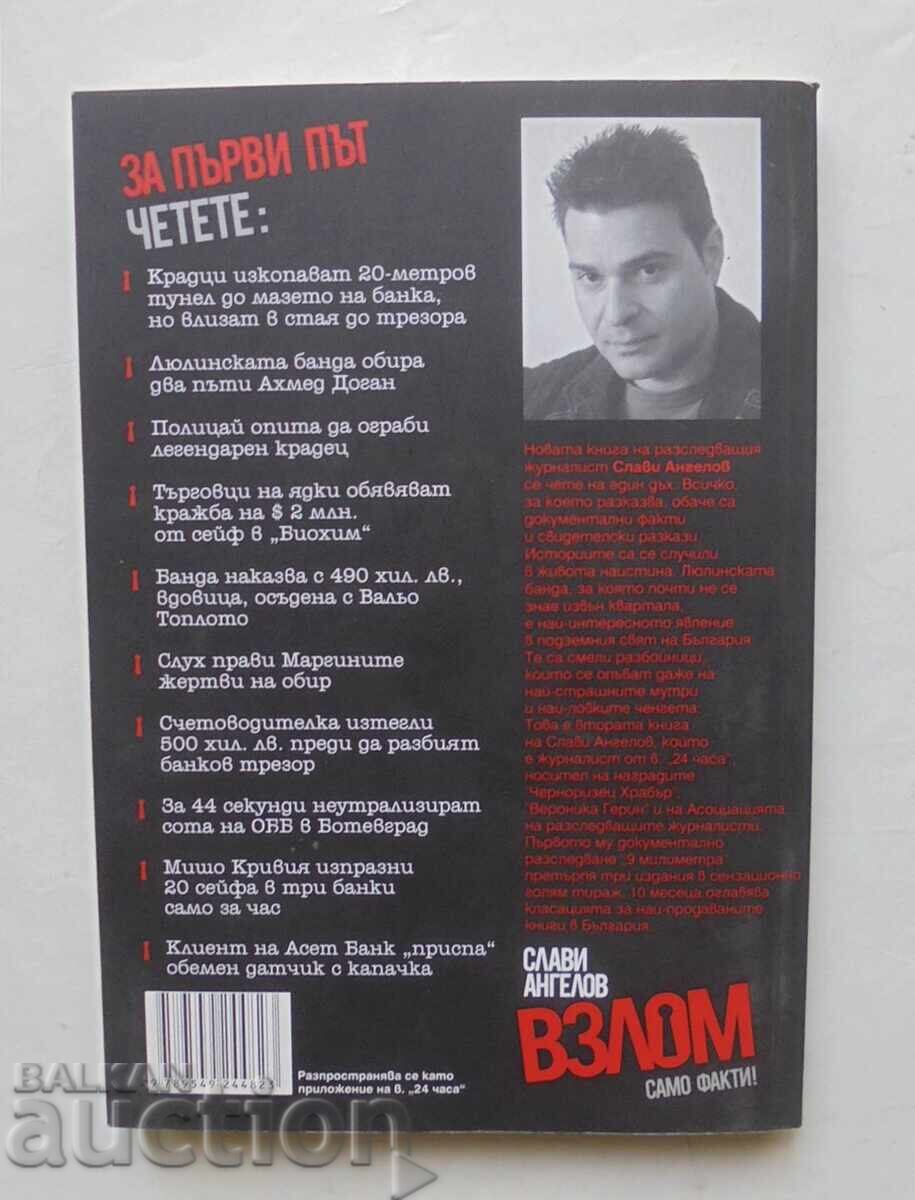 ЗА ПЪРВИ ПЪТ
ЧЕТЕТЕ:
Крадци изкопават 20-метров
тунел до мазето на банка,
но влизат в стая до трезора
Люлинската банда обира
два пъти Ахмед Доган
Полицай опита да ограби
легендарен крадец
Търговци на ядки обявяват
кражба на $ 2 млн.
от сейф в „Биохим“
Банда наказва с 490 хил. лв.,
вдовица, осъдена с Вальо
Топлото
Слух прави Маргините
жертви на обир
Счетоводителка изтегли
500 хил. лв. преди да разбият
банков трезор
За 44 секунди неутрализират
сота на ОББ в Ботевград
Мишо Кривия изпразни
20 сейфа в три банки
само за час
Клиент на Асет Банк „приспа“
обемен датчик с капачка
Новата книга на разследващия
журналист Слави Ангелов
се чете на един дъх. Всичко,
за което разказва, обаче са
документални факти
и свидетелски разкази.
Историите са се случили
в живота наистина. Люлинската
банда, за която почти не се
знае извън квартала,
е най-интересното явление
в подземния свят на България.
Те са смели разбойници,
които се опъват даже на
най-страшните мутри
и най-ловките ченгета.
Това е втората книга
на Слави Ангелов, който
е журналист от в. „24 часа“,
носител на наградите
"Черноризец Храбър",
"Вероника Герин" и на Асоциацията
на разследващите журналисти.
Първото му документално
разследване „9 милиметра“
претърпя три издания в сензационно
голям тираж. 10 месеца оглавява
класацията за най-продаваните
книги в България.
СЛАВИ
АНГЕЛОВ
ВЗЛОМ
САМО ФАКТИ!
9 789549 244823
Разпространява се като
приложение на в. „24 часа“
BALKAN
auction